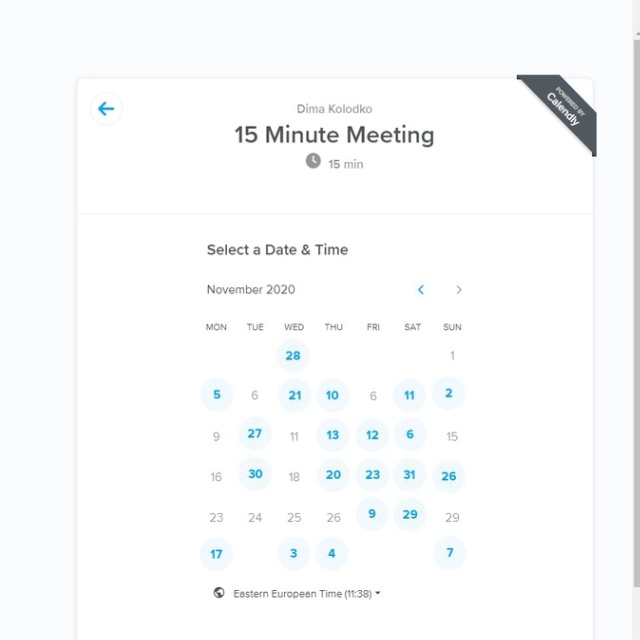 POWERED BY
Calendly
Dima Kolodko
15 Minute Meeting
15 min
Select a Date & Time
November 2020
MON TUE WED THU FRI SAT SUN
28 1
5 6 21 10 6 11 2
9 27 11 13 12 6 15
16 30 18 20 23 31 26
23 24 25 26 9 29 29
17 3 4 7
Eastern European Time (11:38)